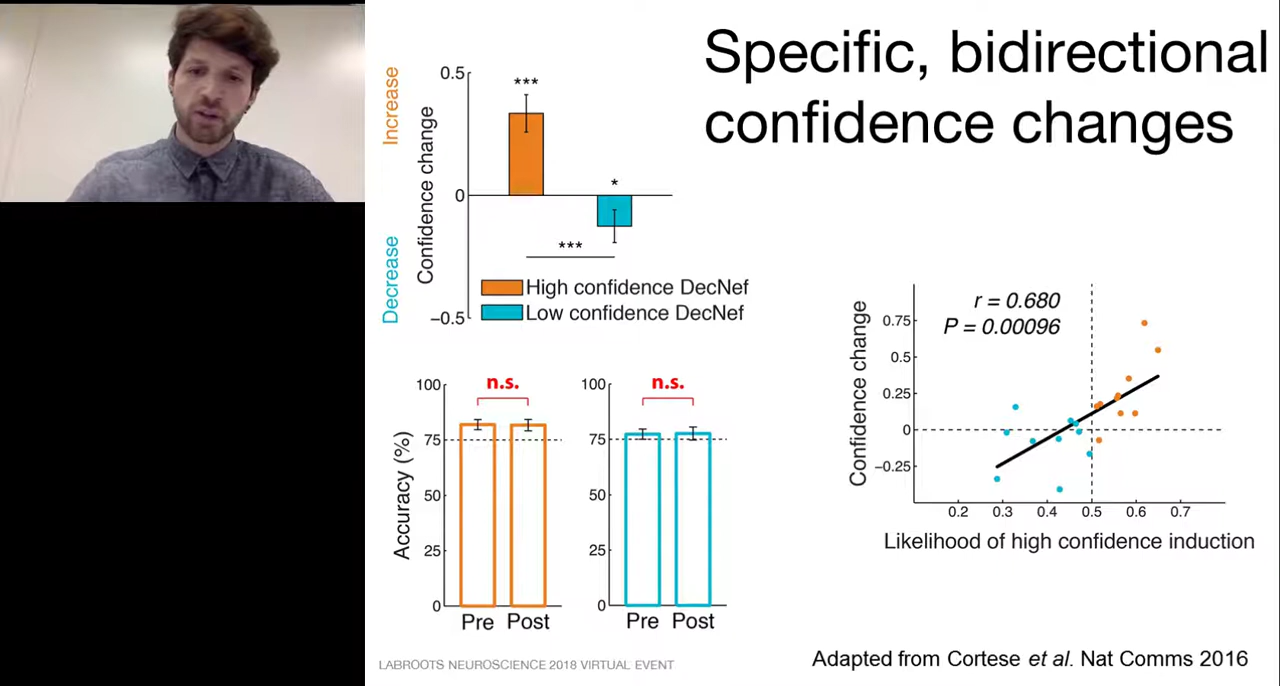 Specific, bidirectional
confidence changes
Increase
Decrease
Confidence change
0.5
0
−0.5
***
*
***
High confidence DecNef
Low confidence DecNef
Accuracy (%)
100
75
50
25
0
n.s.
Pre Post
100
75
50
25
0
n.s.
Pre Post
r = 0.680
P = 0.00096
Confidence change
0.75
0.5
0.25
0
−0.25
0.2 0.3 0.4 0.5 0.6 0.7
Likelihood of high confidence induction
LABROOTS NEUROSCIENCE 2018 VIRTUAL EVENT
Adapted from Cortese et al. Nat Comms 2016